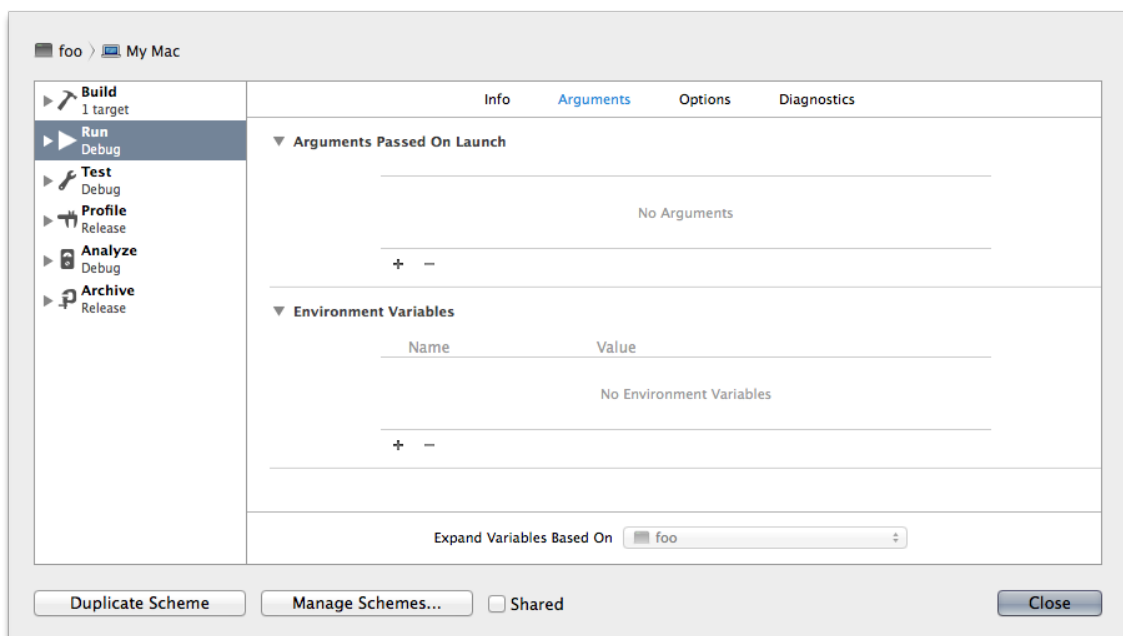 foo 〉 My Mac
Build
1 target
Run
Debug
Test
Debug
Profile
Release
Analyze
Debug
Archive
Release
Info Arguments Options Diagnostics
Arguments Passed On Launch
No Arguments
+ −
Environment Variables
Name Value
No Environment Variables
+ −
Expand Variables Based On foo
Duplicate Scheme Manage Schemes... Shared Close